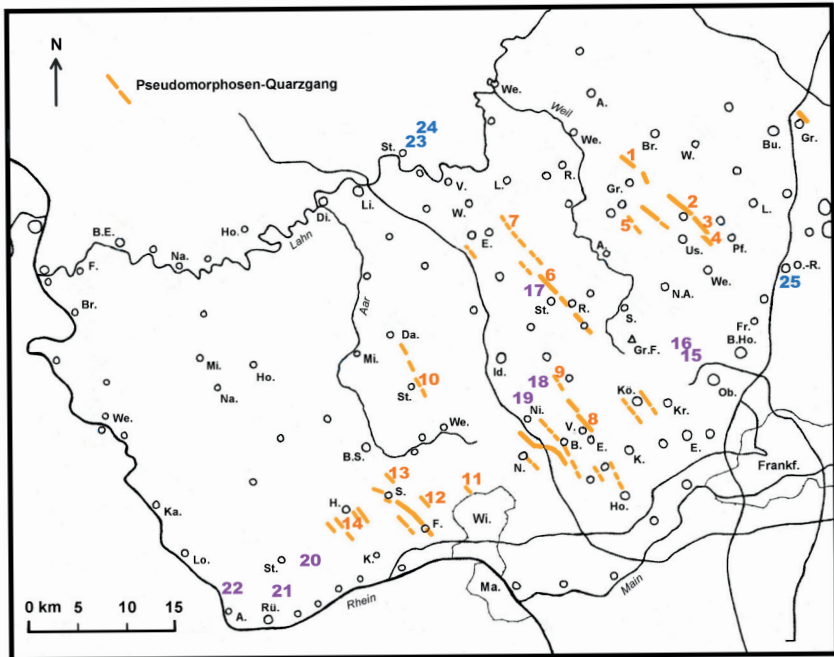 N
Pseudomorphosen-Quarzgang
We.
Weil
A.
24
23
St.
We.
1
Br.
W.
Bu.
Gr.
Li.
V.
L.
R.
Gr.
2
Di.
W.
7
5
3
L.
B.E.
Ho.
Lahn
E.
4
Us.
Pf.
Na.
A.
F.
6
We.
O.-R.
17
25
Br.
Aar
St.
R.
N.A.
S.
Fr.
Da.
Gr.F.
16
B.Ho.
Mi.
Mi.
15
Ho.
Id.
9
10
18
Kö.
Ob.
Na.
St.
19
Kr.
We.
Ni.
8
We.
V.
B.
E.
E.
B.S.
N.
K.
Frankf.
13
11
S.
12
Ho.
Ka.
H.
14
F.
Wi.
Lo.
St.
20
K.
22
21
Ma.
Main
0 km
5
10
15
A.
Rü.
Rhein